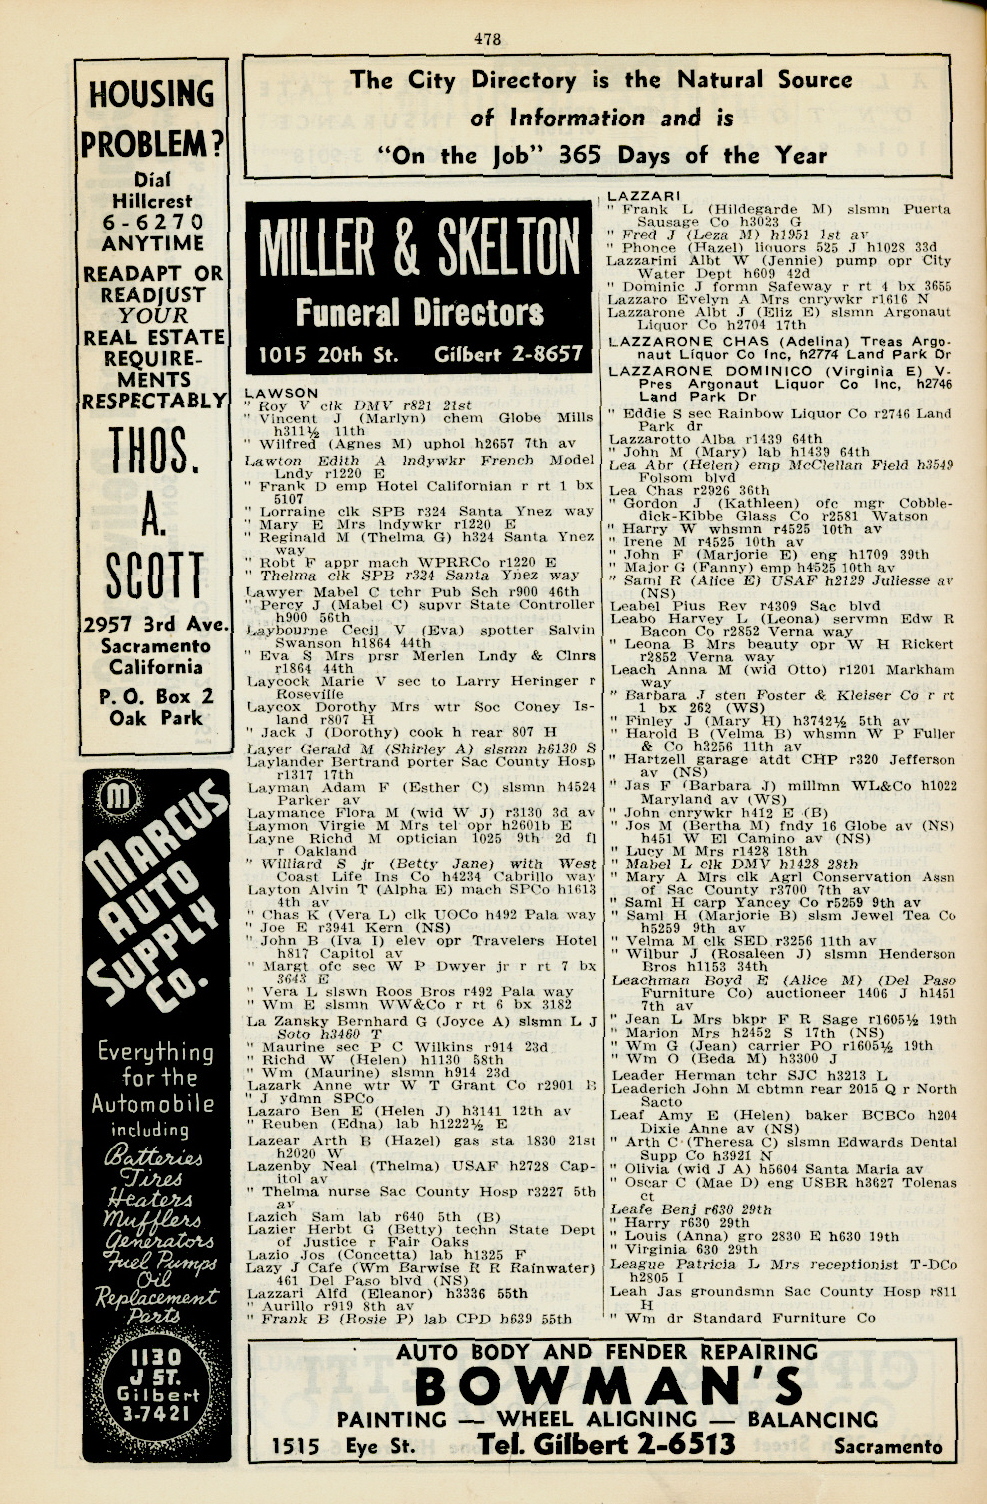 478
HOUSING
PROBLEM?
Dial
Hillcrest
6-6270
ANYTIME
READAPT OR
READJUST
YOUR
REAL ESTATE
REQUIRE-
MENTS
RESPECTABLY
THOS.
A.
SCOTT
2957 3rd Ave.
Sacramento
California
P. O. Box 2
Oak Park
M
MARCUS
AUTO
SUPPLY
Co.
Everything
for the
Automobile
including
Batteries
Tires
Heaters
Mufflers
Generators
Fuel Pumps
Oil
Replacement
Parts
1130
J ST.
Gilbert
3-7421
The City Directory is the Natural Source
of Information and is
"On the Job" 365 Days of the Year
MILLER & SKELTON
Funeral Directors
1015 20th St. Gilbert 2-8657
LAWSON
" Roy V clk DMV r821 21st
" Vincent J (Marlyn) chem Globe Mills
h311½ 11th
" Wilfred (Agnes M) uphol h2657 7th av
Lawton Edith A lndywkr French Model
Lndy r1220 E
" Frank D emp Hotel Californian r rt 1 bx
5107
" Lorraine clk SPB r324 Santa Ynez way
" Mary E Mrs lndywkr r1220 E
" Reginald M (Thelma G) h324 Santa Ynez
way
" Robt F appr mach WPRRCo r1220 E
" Thelma clk SPB r324 Santa Ynez way
Lawyer Mabel C tchr Pub Sch r900 46th
" Percy J (Mabel C) supvr State Controller
h900 56th
Laybourne Cecil V (Eva) spotter Salvin
Swanson h1864 44th
" Eva S Mrs prsr Merlen Lndy & Clnrs
r1864 44th
Laycock Marie V sec to Larry Heringer r
Roseville
Laycox Dorothy Mrs wtr Soc Coney Is-
land r807 H
" Jack J (Dorothy) cook h rear 807 H
Layer Gerald M (Shirley A) slsmn h6130 S
Laylander Bertrand porter Sac County Hosp
r1317 17th
Layman Adam F (Esther C) slsmn h4524
Parker av
Laymance Flora M (wid W J) r3130 3d av
Laymon Virgie M Mrs tel opr h2601b E
Layne Richd M optician 1025 9th 2d fl
r Oakland
" Williard S jr (Betty Jane) with West
Coast Life Ins Co h4234 Cabrillo way
Layton Alvin T (Alpha E) mach SPCo h1613
4th av
" Chas K (Vera L) clk UOCo h492 Pala way
" Joe E r3941 Kern (NS)
" John B (Iva I) elev opr Travelers Hotel
h817 Capitol av
" Margt ofc sec W P Dwyer jr r rt 7 bx
3643 E
" Vera L slswn Roos Bros r492 Pala way
" Wm E slsmn WW&Co r rt 6 bx 3182
La Zansky Bernhard G (Joyce A) slsmn L J
Soto h3460 T
" Maurine sec P C Wilkins r914 23d
" Richd W (Helen) h1130 58th
" Wm (Maurine) slsmn h914 23d
Lazark Anne wtr W T Grant Co r2901 B
" J ydmn SPCo
Lazaro Ben E (Helen J) h3141 12th av
" Reuben (Edna) lab h1222½ E
Lazear Arth B (Hazel) gas sta 1830 21st
h2020 W
Lazenby Neal (Thelma) USAF h2728 Cap-
itol av
" Thelma nurse Sac County Hosp r3227 5th
av
Lazich Sam lab r640 5th (B)
Lazier Herbt G (Betty) techn State Dept
of Justice r Fair Oaks
Lazio Jos (Concetta) lab h1325 F
Lazy J Cafe (Wm Barwise R R Rainwater)
461 Del Paso blvd (NS)
Lazzari Alfd (Eleanor) h3336 55th
" Aurillo r919 8th av
" Frank B (Rosie P) lab CPD h639 55th
LAZZARI
" Frank L (Hildegarde M) slsmn Puerta
Sausage Co h3023 G
" Fred J (Leza M) h1951 1st av
" Phonce (Hazel) liquors 525 J h1028 33d
Lazzarini Albt W (Jennie) pump opr City
Water Dept h609 42d
" Dominic J formn Safeway r rt 4 bx 3655
Lazzaro Evelyn A Mrs cnrywkr r1616 N
Lazzarone Albt J (Eliz E) slsmn Argonaut
Liquor Co h2704 17th
LAZZARONE CHAS (Adelina) Treas Argo-
naut Liquor Co Inc, h2774 Land Park Dr
LAZZARONE DOMINICO (Virginia E) V-
Pres Argonaut Liquor Co Inc, h2746
Land Park Dr
" Eddie S sec Rainbow Liquor Co r2746 Land
Park dr
Lazzarotto Alba r1439 64th
" John M (Mary) lab h1439 64th
Lea Abr (Helen) emp McClellan Field h3549
Folsom blvd
Lea Chas r2926 36th
" Gordon J (Kathleen) ofc mgr Cobble-
dick-Kibbe Glass Co r2581 Watson
" Harry W whsmn r4525 10th av
" Irene M r4525 10th av
" John F (Marjorie E) eng h1709 39th
" Major G (Fanny) emp h4525 10th av
" Saml R (Alice E) USAF h2129 Juliesse av
(NS)
Leabel Pius Rev r4309 Sac blvd
Leabo Harvey L (Leona) servmn Edw R
Bacon Co r2852 Verna way
" Leona B Mrs beauty opr W H Rickert
r2852 Verna way
Leach Anna M (wid Otto) r1201 Markham
way
" Barbara J sten Foster & Kleiser Co r rt
1 bx 262 (WS)
" Finley J (Mary H) h3742½ 5th av
" Harold B (Velma B) whsmn W P Fuller
& Co h3256 11th av
" Hartzell garage atdt CHP r320 Jefferson
av (NS)
" Jas F (Barbara J) millmn WL&Co h1022
Maryland av (WS)
" John cnrywkr h412 E (B)
" Jos M (Bertha M) fndy 16 Globe av (NS)
h451 W El Camino av (NS)
" Lucy M Mrs r1428 18th
" Mabel L clk DMV h1428 28th
" Mary A Mrs clk Agrl Conservation Assn
of Sac County r3700 7th av
" Saml H carp Yancey Co r5259 9th av
" Saml H (Marjorie B) slsm Jewel Tea Co
h5259 9th av
" Velma M clk SED r3256 11th av
" Wilbur J (Rosaleen J) slsmn Henderson
Bros h1153 34th
Leachman Boyd E (Alice M) (Del Paso
Furniture Co) auctioneer 1406 J h1451
7th av
" Jean L Mrs bkpr F R Sage r1605½ 19th
" Marion Mrs h2452 S 17th (NS)
" Wm G (Jean) carrier PO r1605½ 19th
" Wm O (Beda M) h3300 J
Leader Herman tchr SJC h3213 L
Leaderich John M cbtmn rear 2015 Q r North
Sacto
Leaf Amy E (Helen) baker BCBCo h204
Dixie Anne av (NS)
" Arth C (Theresa C) slsmn Edwards Dental
Supp Co h3921 N
" Olivia (wid J A) h5604 Santa Maria av
" Oscar C (Mae D) eng USBR h3627 Tolenas
ct
Leafe Benj r630 29th
" Harry r630 29th
" Louis (Anna) gro 2830 E h630 19th
" Virginia 630 29th
League Patricia L Mrs receptionist T-DCo
h2805 I
Leah Jas groundsmn Sac County Hosp r811
H
" Wm dr Standard Furniture Co
AUTO BODY AND FENDER REPAIRING
BOWMAN'S
PAINTING — WHEEL ALIGNING — BALANCING
1515 Eye St. Tel. Gilbert 2-6513 Sacramento